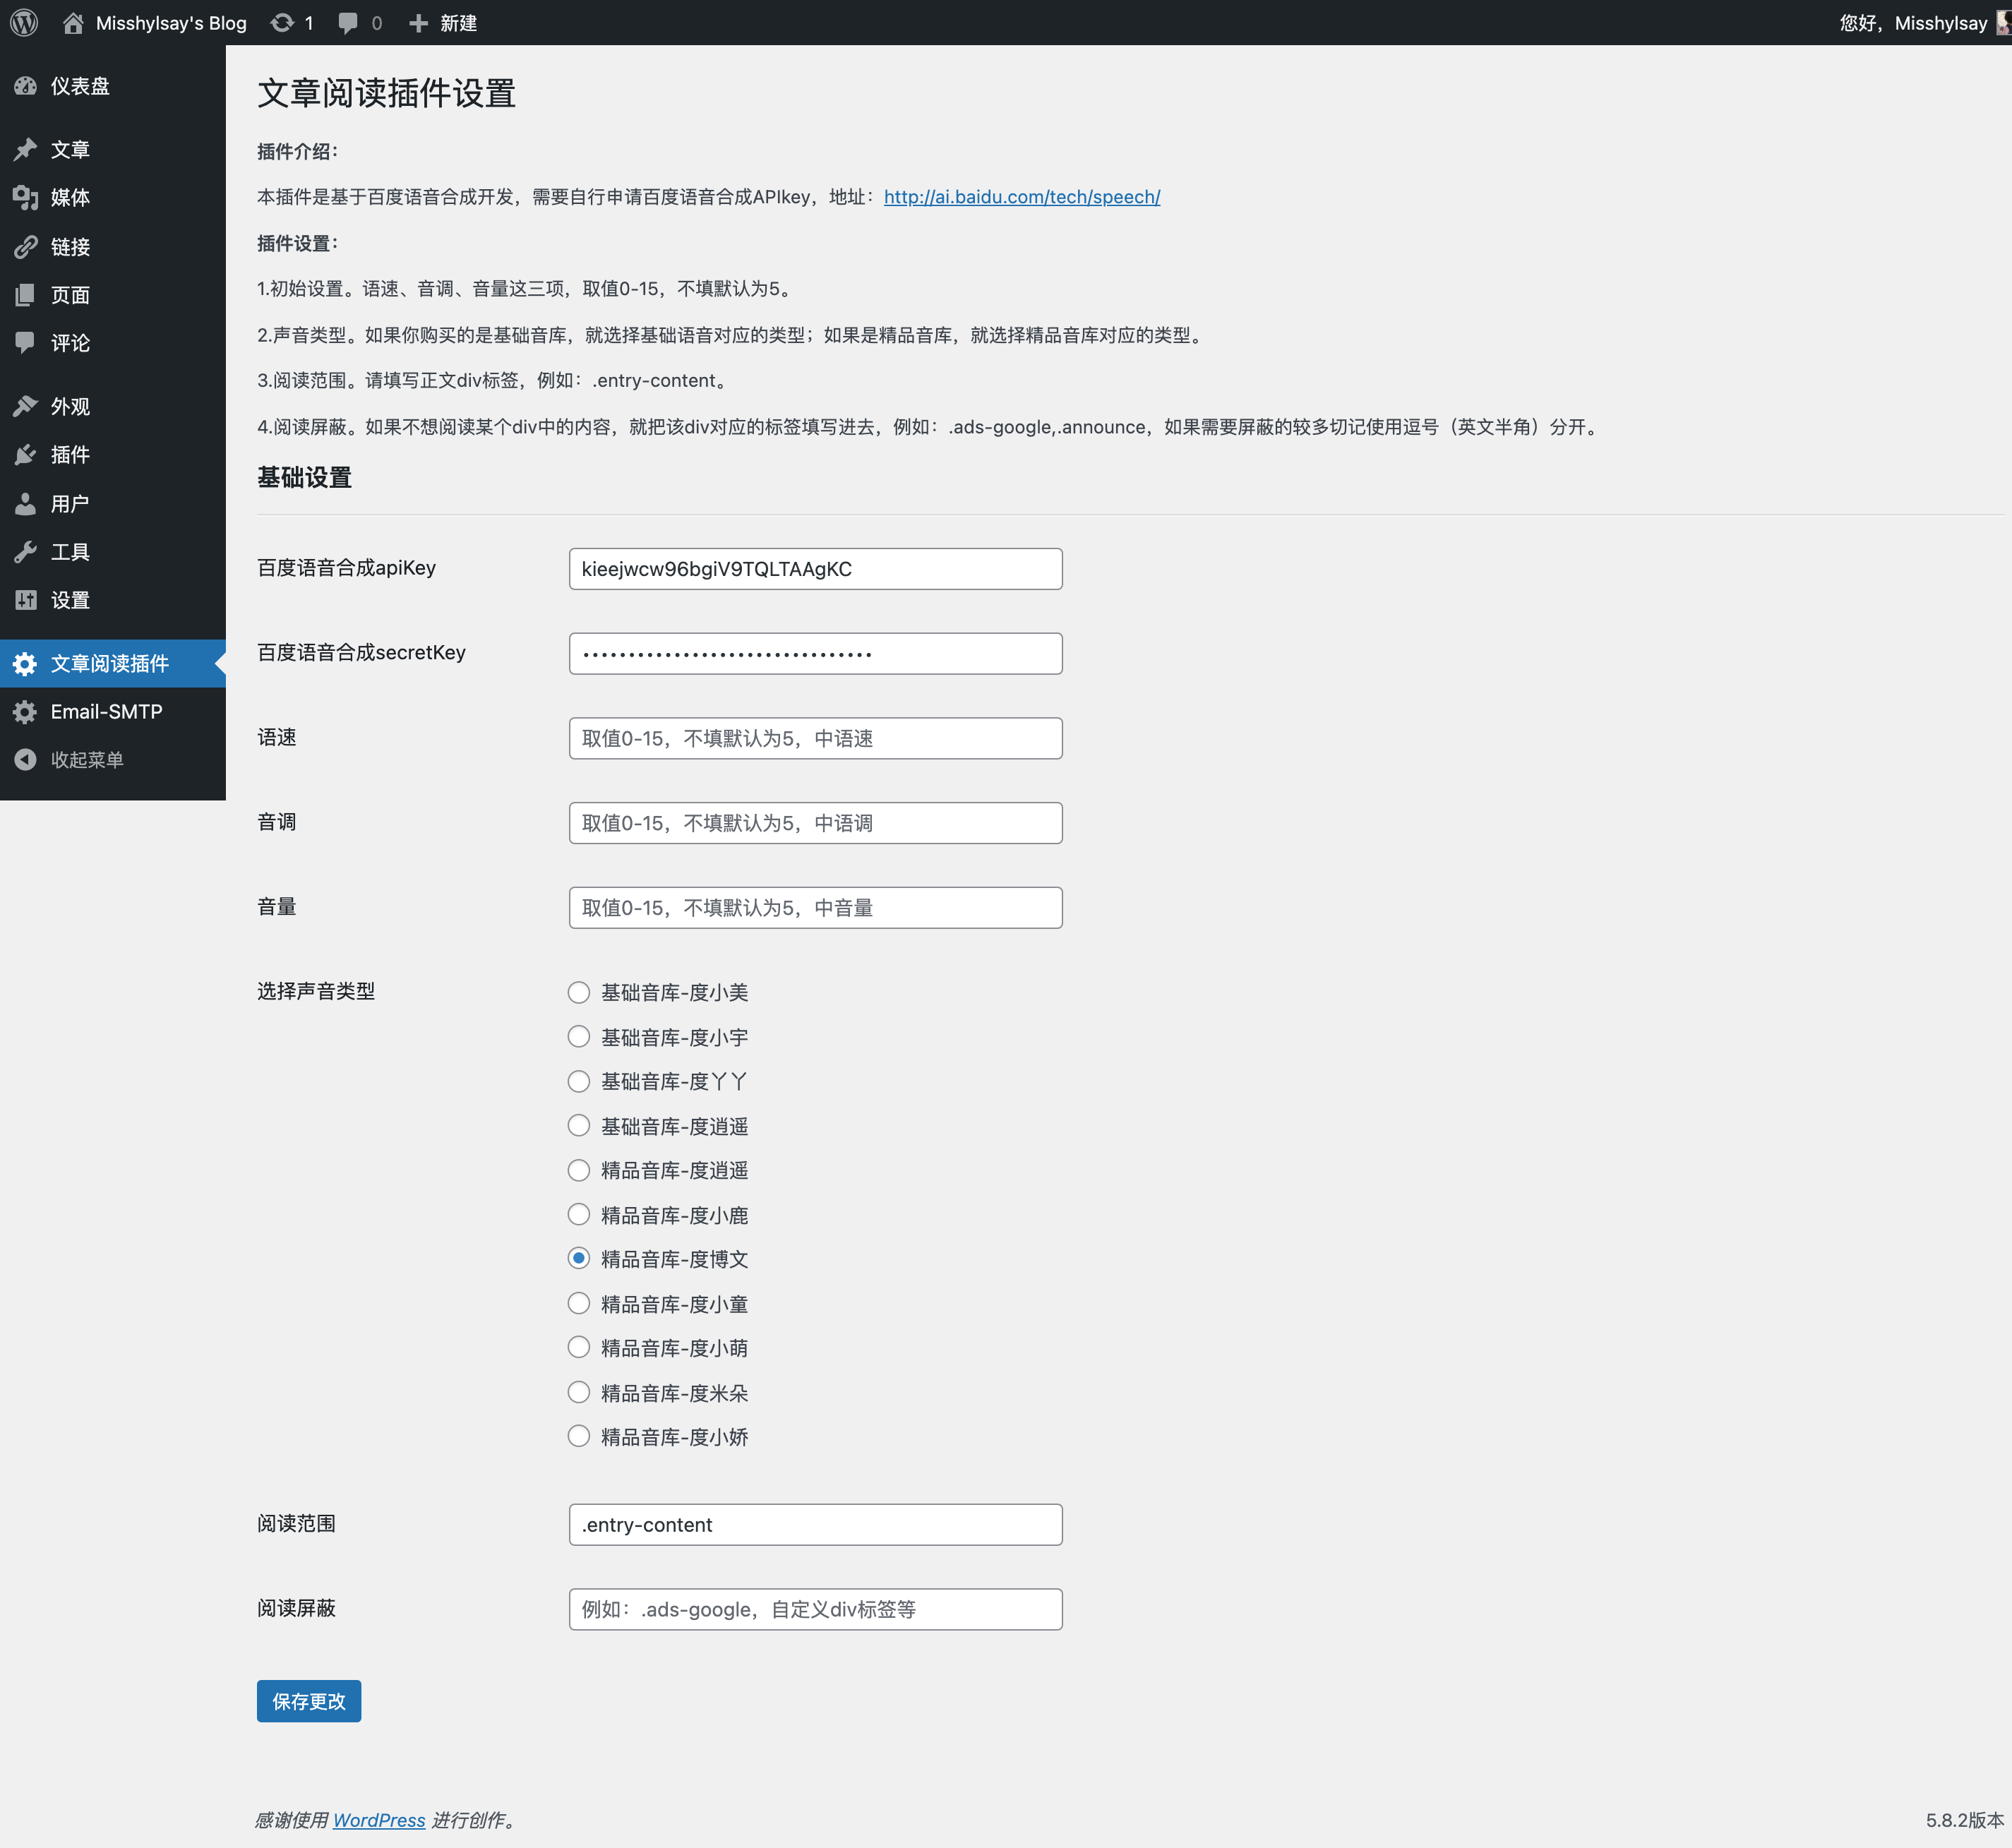 Misshylsay's Blog 1 0 新建 您好，Misshylsay
仪表盘
文章
媒体
链接
页面
评论
外观
插件
用户
工具
设置
文章阅读插件
Email-SMTP
收起菜单
文章阅读插件设置
插件介绍：
本插件是基于百度语音合成开发，需要自行申请百度语音合成APIkey，地址：http://ai.baidu.com/tech/speech/
插件设置：
1.初始设置。语速、音调、音量这三项，取值0-15，不填默认为5。
2.声音类型。如果你购买的是基础音库，就选择基础语音对应的类型；如果是精品音库，就选择精品音库对应的类型。
3.阅读范围。请填写正文div标签，例如：.entry-content。
4.阅读屏蔽。如果不想阅读某个div中的内容，就把该div对应的标签填写进去，例如：.ads-google,.announce，如果需要屏蔽的较多切记使用逗号（英文半角）分开。
基础设置
百度语音合成apiKey kieejwcw96bgiV9TQLTAAgKC
百度语音合成secretKey ••••••••••••••••••••••••••••••••
语速 取值0-15，不填默认为5，中语速
音调 取值0-15，不填默认为5，中语调
音量 取值0-15，不填默认为5，中音量
选择声音类型 基础音库-度小美
基础音库-度小宇
基础音库-度丫丫
基础音库-度逍遥
精品音库-度逍遥
精品音库-度小鹿
精品音库-度博文
精品音库-度小童
精品音库-度小萌
精品音库-度米朵
精品音库-度小娇
阅读范围 .entry-content
阅读屏蔽 例如：.ads-google，自定义div标签等
保存更改
感谢使用 WordPress 进行创作。 5.8.2版本